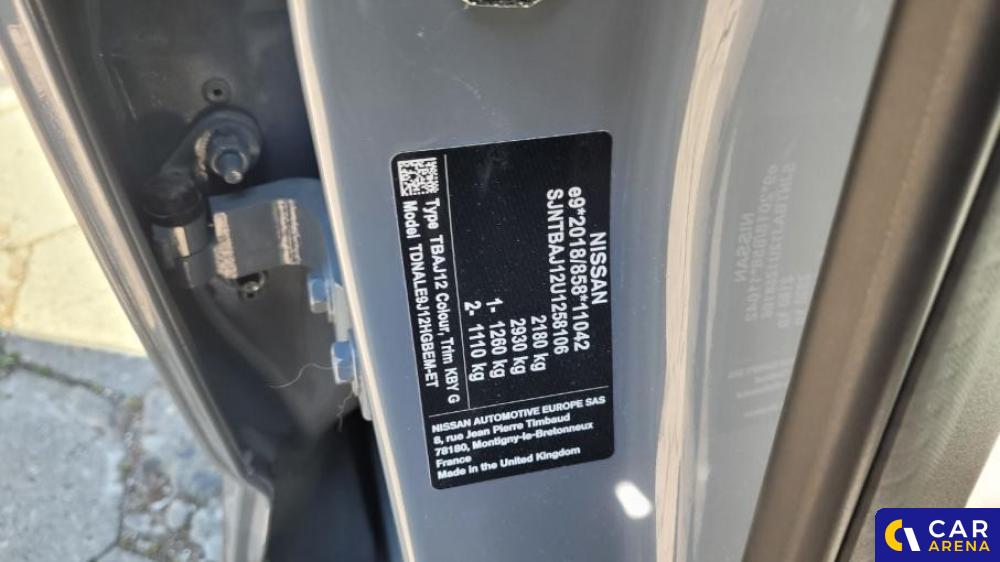 NISSAN
e9*2018/858*11042
SJNTBAJ12U1258106
2180 kg
2930 kg
1- 1260 kg
2- 1110 kg
Type TBAJ12 Colour, Trim KBY G
Model TDNALE9J12HGBEM-ET
NISSAN AUTOMOTIVE EUROPE SAS
8, rue Jean Pierre Timbaud
78180, Montigny-le-Bretonneux
France
Made in the United Kingdom
CAR
ARENA